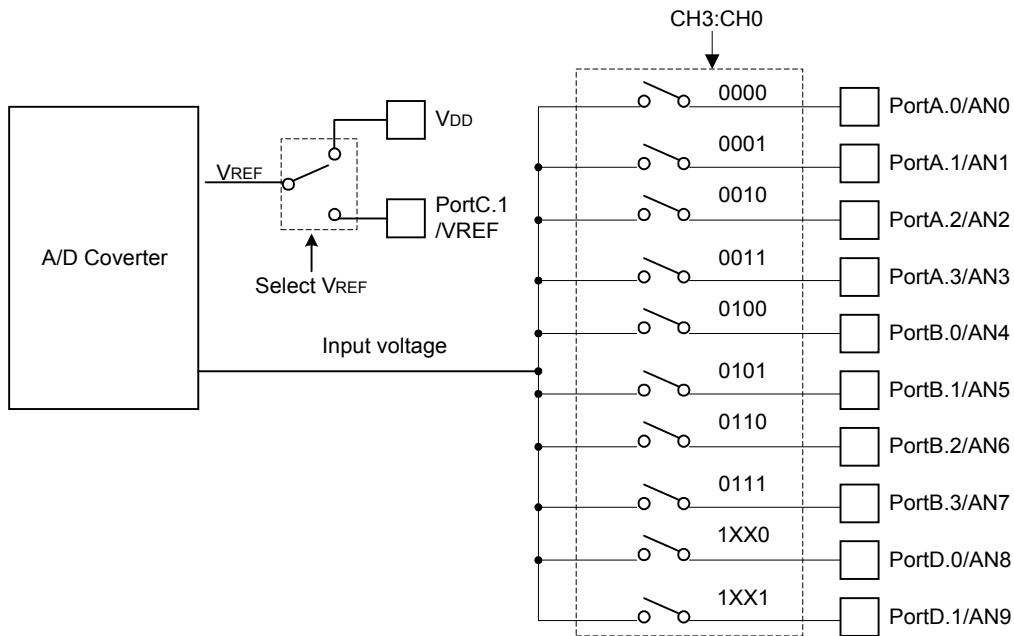 CH3:CH0
0000
PortA.0/AN0
VDD
0001
PortA.1/AN1
VREF
PortC.1
/VREF
0010
PortA.2/AN2
A/D Coverter
Select VREF
0011
PortA.3/AN3
0100
PortB.0/AN4
Input voltage
0101
PortB.1/AN5
0110
PortB.2/AN6
0111
PortB.3/AN7
1XX0
PortD.0/AN8
1XX1
PortD.1/AN9